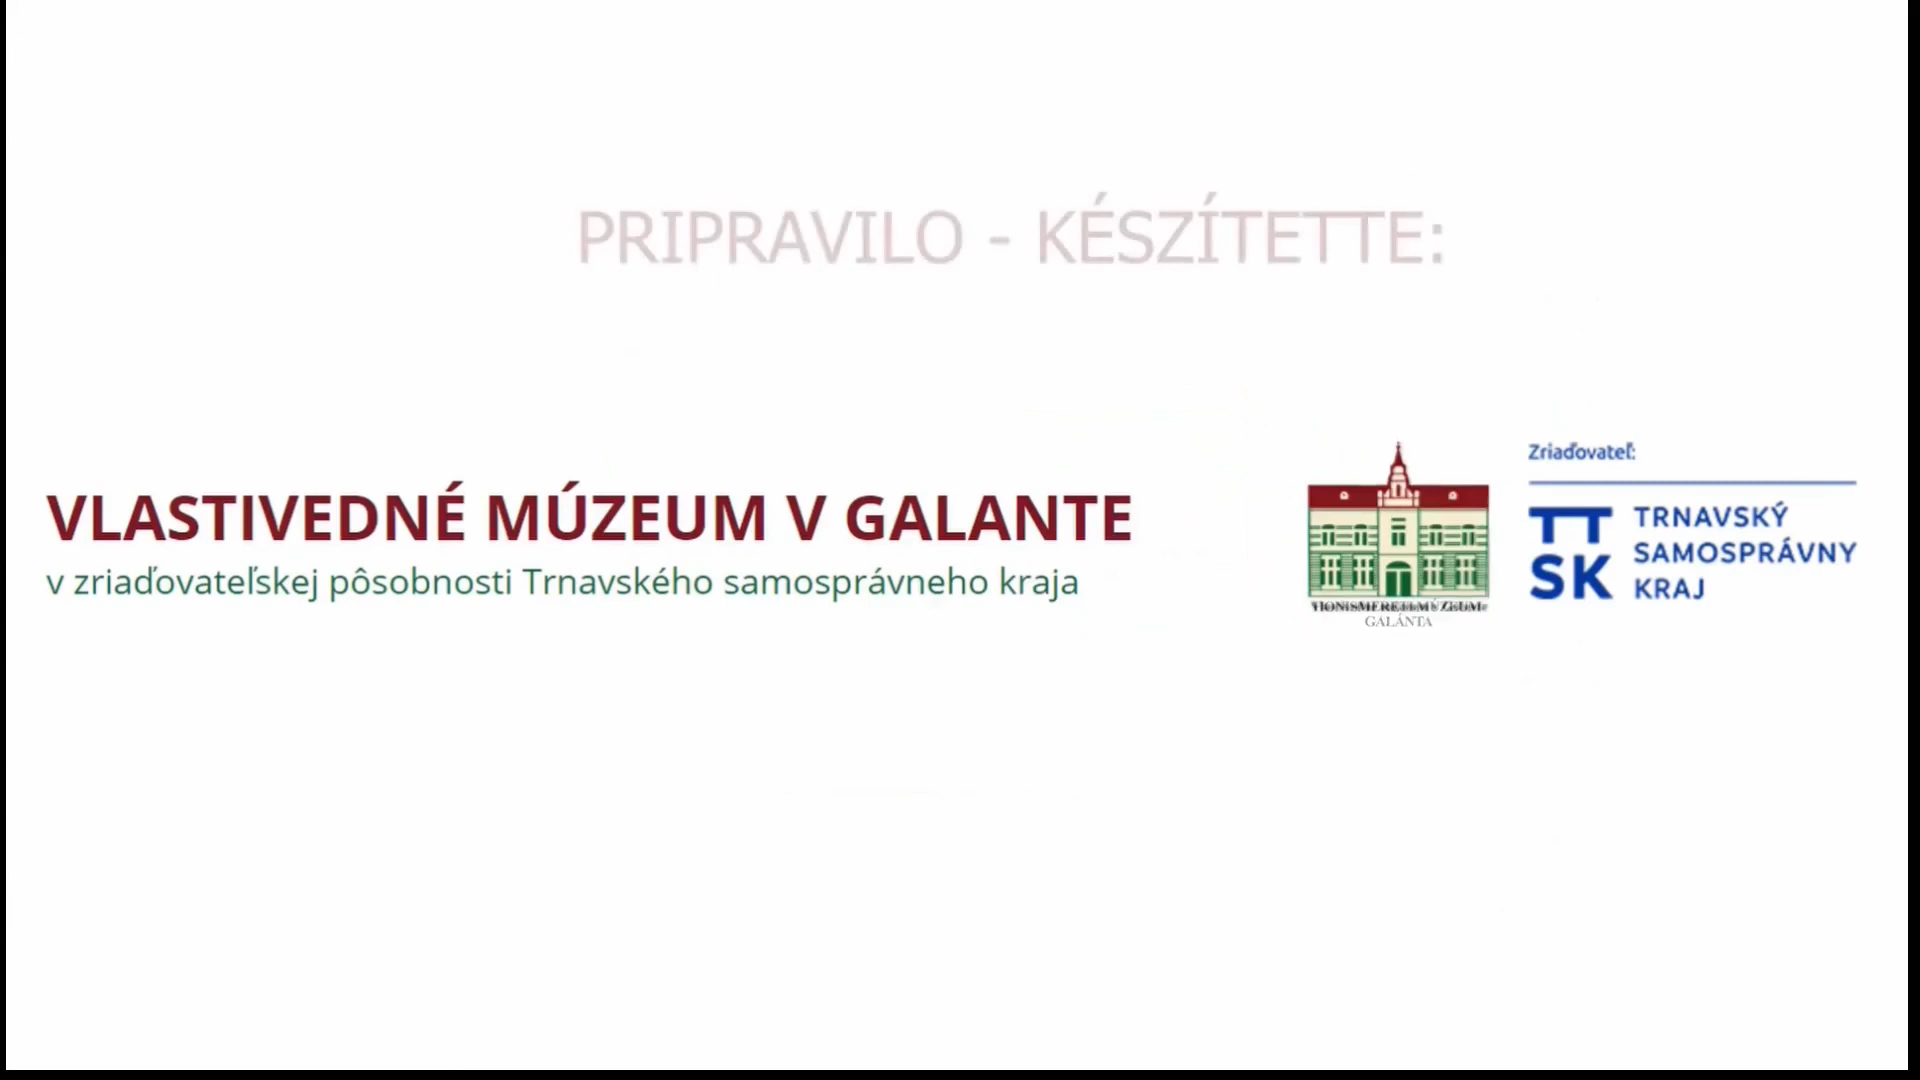 PRIPRAVILO - KÉSZÍTETTE:
VLASTIVEDNÉ MÚZEUM V GALANTE
v zriaďovateľskej pôsobnosti Trnavského samosprávneho kraja
GALÁNTA
Zriaďovateľ:
TT
SK
TRNAVSKÝ
SAMOSPRÁVNY
KRAJ